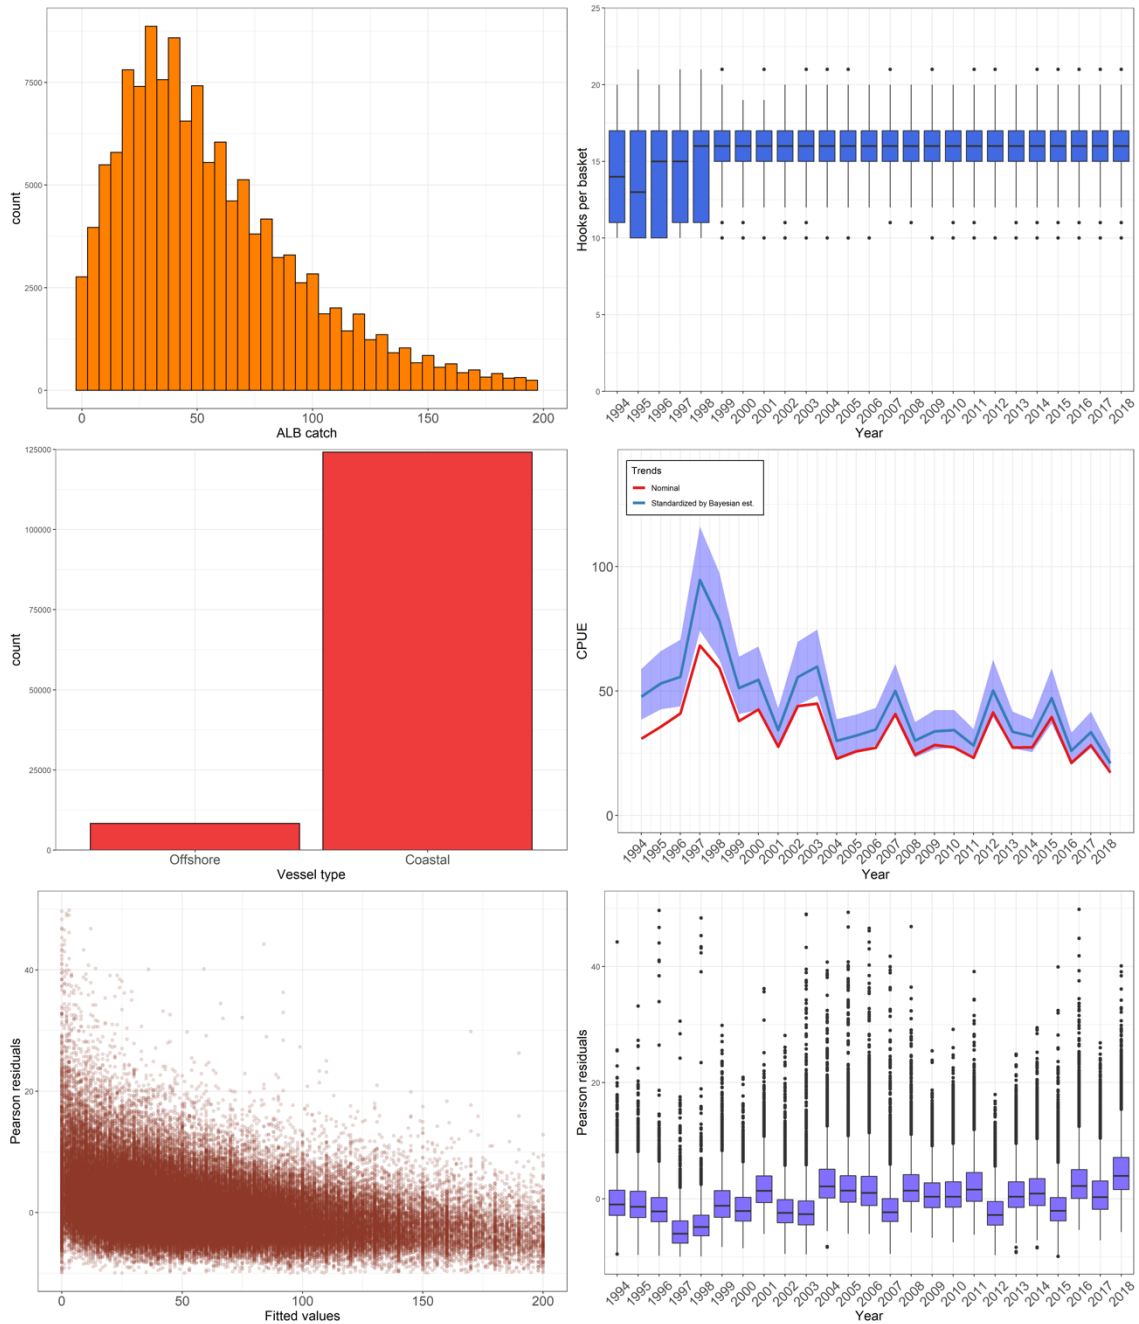 7500
5000
2500
0
count
0 50 100 150 200
ALB catch
25
20
15
10
5
0
Hooks per basket
1994 1995 1996 1997 1998 1999 2000 2001 2002 2003 2004 2005 2006 2007 2008 2009 2010 2011 2012 2013 2014 2015 2016 2017 2018
Year
125000
100000
75000
50000
25000
0
count
Offshore Coastal
Vessel type
Trends
Nominal
Standardized by Bayesian est.
100
50
0
CPUE
1994 1995 1996 1997 1998 1999 2000 2001 2002 2003 2004 2005 2006 2007 2008 2009 2010 2011 2012 2013 2014 2015 2016 2017 2018
Year
40
20
0
Pearson residuals
0 50 100 150 200
Fitted values
40
20
0
Pearson residuals
1994 1995 1996 1997 1998 1999 2000 2001 2002 2003 2004 2005 2006 2007 2008 2009 2010 2011 2012 2013 2014 2015 2016 2017 2018
Year